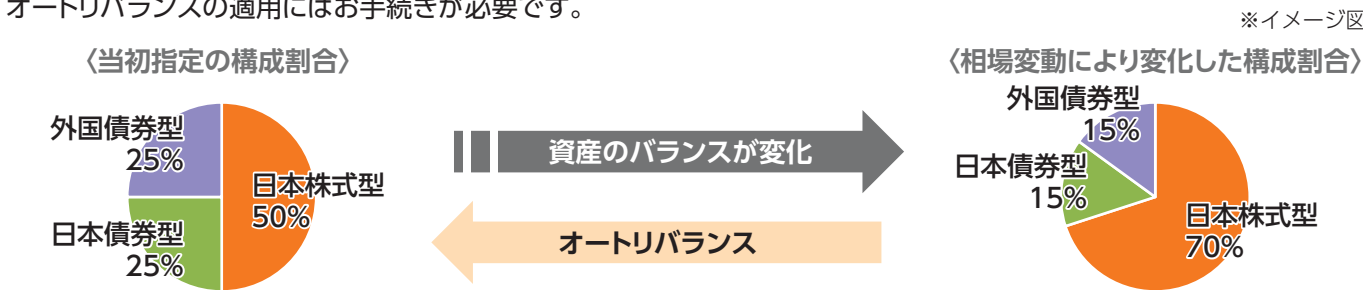 オートリバランスの適用にはお手続きが必要です。
※イメージ図
〈当初指定の構成割合〉
外国債券型
25%
日本株式型
50%
日本債券型
25%
資産のバランスが変化
オートリバランス
〈相場変動により変化した構成割合〉
外国債券型
15%
日本債券型
15%
日本株式型
70%